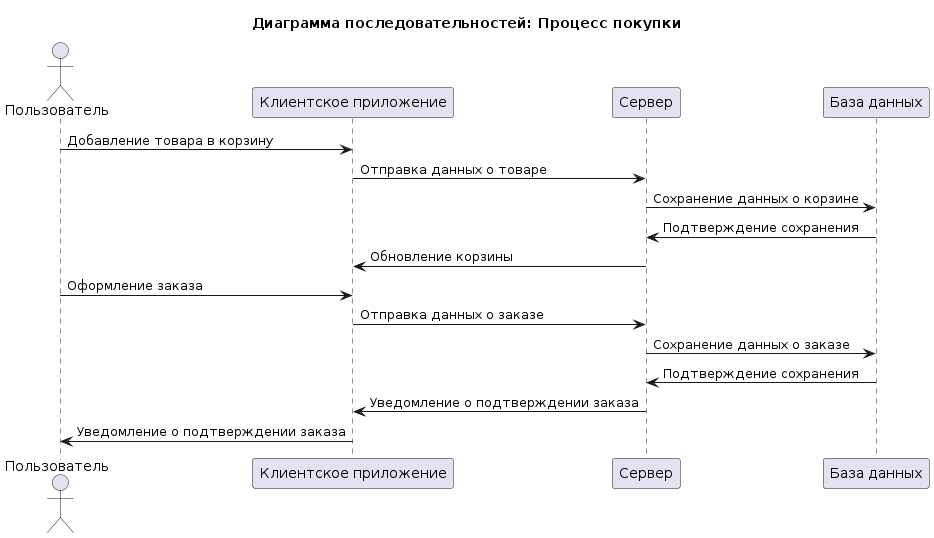 Диаграмма последовательностей: Процесс покупки
Пользователь
Клиентское приложение
Сервер
База данных
Добавление товара в корзину
Отправка данных о товаре
Сохранение данных о корзине
Подтверждение сохранения
Обновление корзины
Оформление заказа
Отправка данных о заказе
Сохранение данных о заказе
Подтверждение сохранения
Уведомление о подтверждении заказа
Уведомление о подтверждении заказа
Пользователь
Клиентское приложение
Сервер
База данных